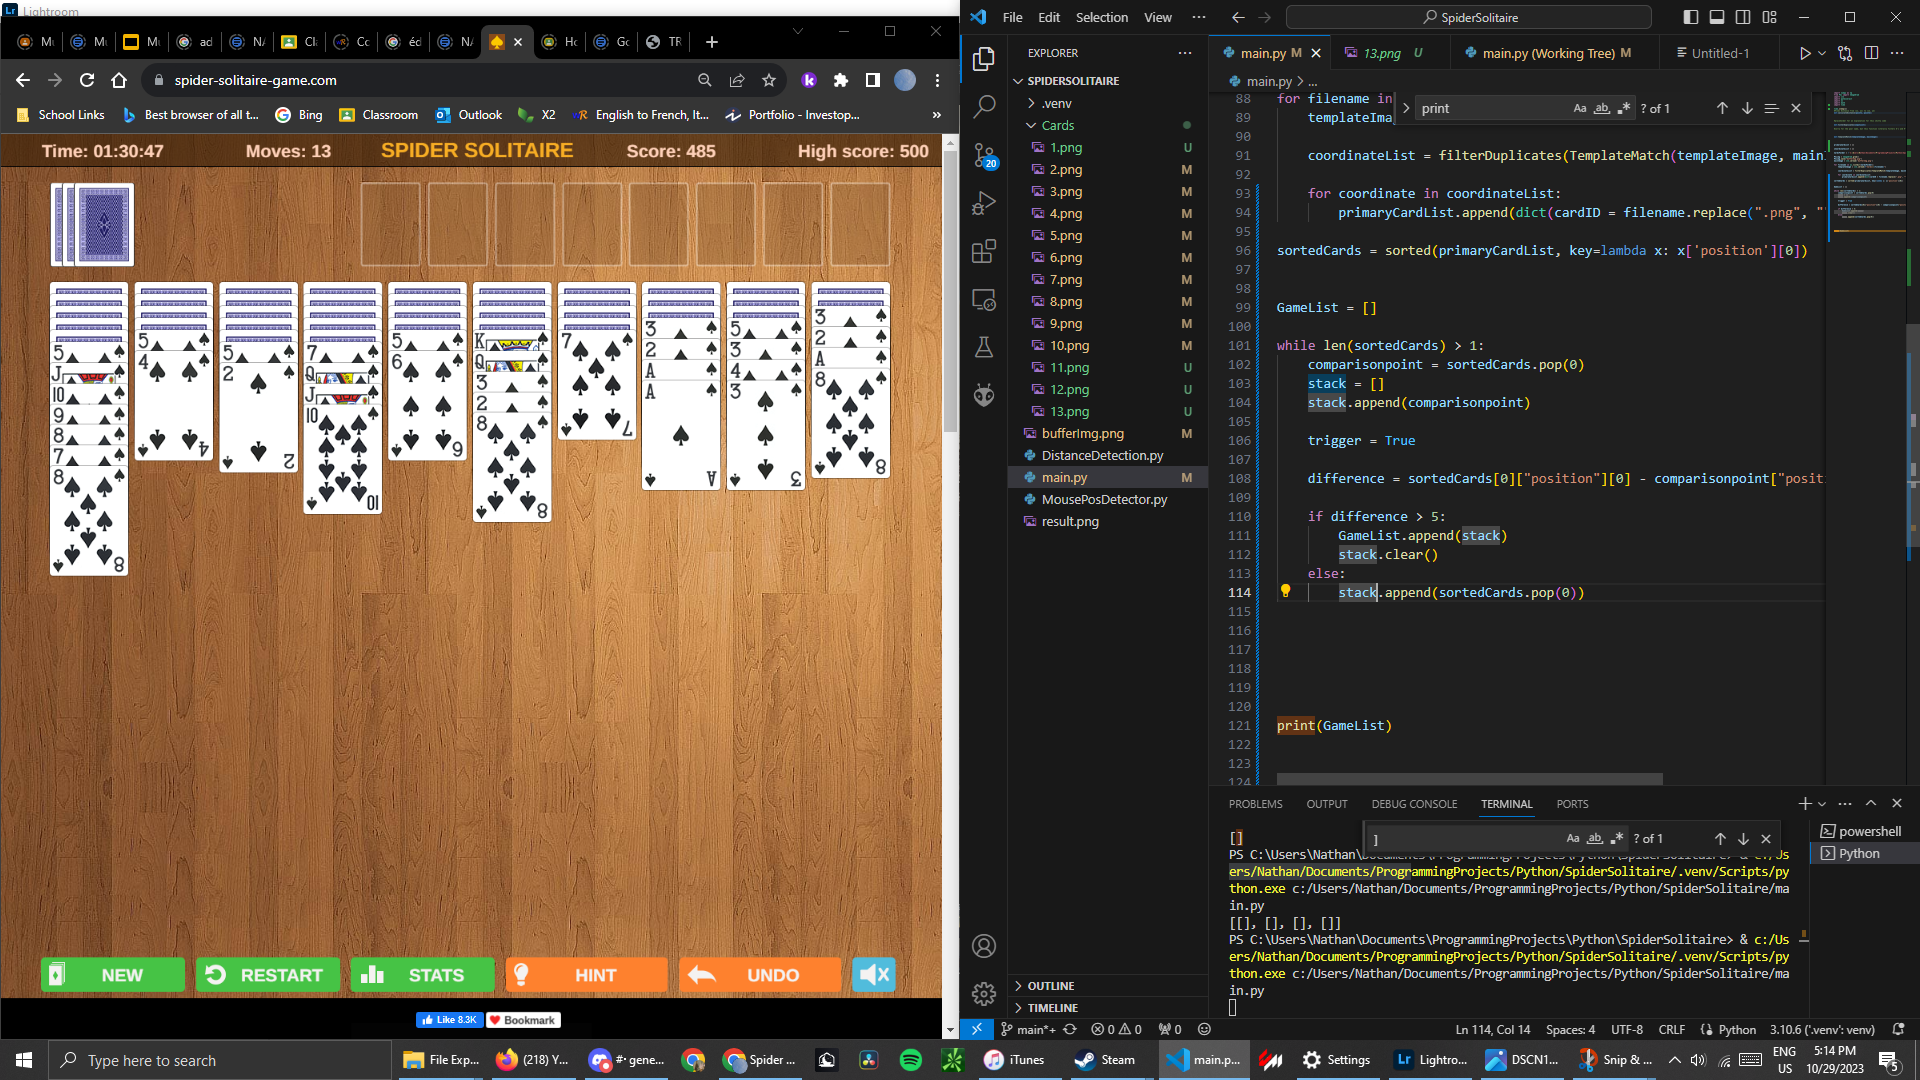 Lightroom
spider-solitaire-game.com
School Links
Best browser of all t...
Bing
Classroom
Outlook
X2
English to French, It...
Portfolio - Investop...
Time: 01:30:47
Moves: 13
SPIDER SOLITAIRE
Score: 485
High score: 500
NEW
RESTART
STATS
HINT
UNDO
Like 8.3K
Bookmark
File Edit Selection View
SpiderSolitaire
EXPLORER
SPIDERSOLITAIRE
.venv
Cards
1.png U
2.png M
3.png M
4.png M
5.png M
6.png M
7.png M
8.png M
9.png M
10.png M
11.png U
12.png U
13.png U
bufferImg.png M
DistanceDetection.py
main.py M
MousePosDetector.py
result.png
OUTLINE
TIMELINE
main.py M
13.png U
main.py (Working Tree) M
Untitled-1
main.py > ...
print
? of 1
88 for filename in
89 templateIma
90
91 coordinateList = filterDuplicates(TemplateMatch(templateImage, main
92
93 for coordinate in coordinateList:
94 primaryCardList.append(dict(cardID = filename.replace(".png", "
95
96 sortedCards = sorted(primaryCardList, key=lambda x: x['position'][0])
97
98
99 GameList = []
100
101 while len(sortedCards) > 1:
102 comparisonpoint = sortedCards.pop(0)
103 stack = []
104 stack.append(comparisonpoint)
105
106 trigger = True
107
108 difference = sortedCards[0]["position"][0] - comparisonpoint["posit
109
110 if difference > 5:
111 GameList.append(stack)
112 stack.clear()
113 else:
114 stack.append(sortedCards.pop(0))
115
116
117
118
119
120
121 print(GameList)
122
123
124
PROBLEMS OUTPUT DEBUG CONSOLE TERMINAL PORTS
]
? of 1
powershell
Python
[]
PS C:\Users\Nathan\Documents\ProgrammingProjects\Python\SpiderSolitaire> & c:/Us
ers/Nathan/Documents/ProgrammingProjects/Python/SpiderSolitaire/.venv/Scripts/py
thon.exe c:/Users/Nathan/Documents/ProgrammingProjects/Python/SpiderSolitaire/ma
in.py
[[], [], [], []]
PS C:\Users\Nathan\Documents\ProgrammingProjects\Python\SpiderSolitaire> & c:/Us
ers/Nathan/Documents/ProgrammingProjects/Python/SpiderSolitaire/.venv/Scripts/py
thon.exe c:/Users/Nathan/Documents/ProgrammingProjects/Python/SpiderSolitaire/ma
in.py
main*+ 0 0 0 Ln 114, Col 14 Spaces: 4 UTF-8 CRLF Python 3.10.6 ('.venv': venv)
Type here to search
File Exp...
(218) Y...
#· gene...
Spider ...
iTunes
Steam
main.p...
Settings
Lightro...
DSCN1...
Snip & ...
ENG
US
5:14 PM
10/29/2023
5